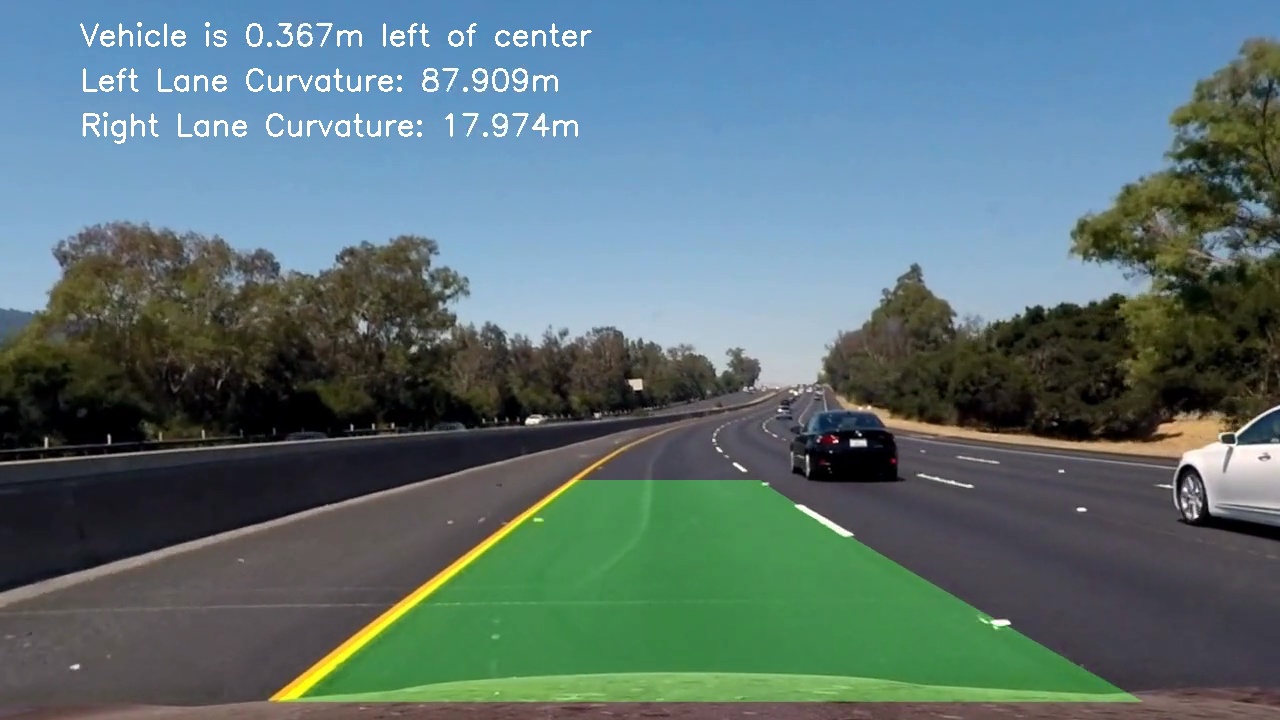 Vehicle is 0.367m left of center
Left Lane Curvature: 87.909m
Right Lane Curvature: 17.974m